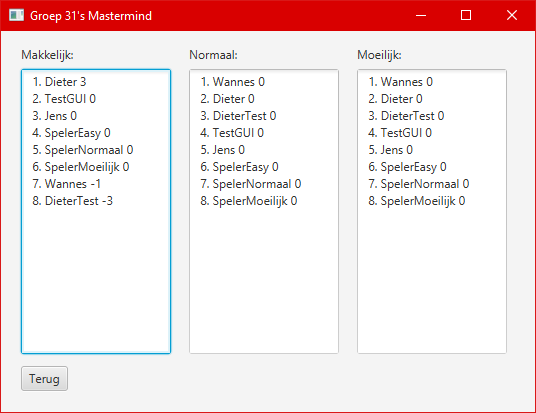 Groep 31's Mastermind
Makkelijk:
1. Dieter 3
2. TestGUI 0
3. Jens 0
4. SpelerEasy 0
5. SpelerNormaal 0
6. SpelerMoeilijk 0
7. Wannes -1
8. DieterTest -3
Normaal:
1. Wannes 0
2. Dieter 0
3. DieterTest 0
4. TestGUI 0
5. Jens 0
6. SpelerEasy 0
7. SpelerNormaal 0
8. SpelerMoeilijk 0
Moeilijk:
1. Wannes 0
2. Dieter 0
3. DieterTest 0
4. TestGUI 0
5. Jens 0
6. SpelerEasy 0
7. SpelerNormaal 0
8. SpelerMoeilijk 0
Terug